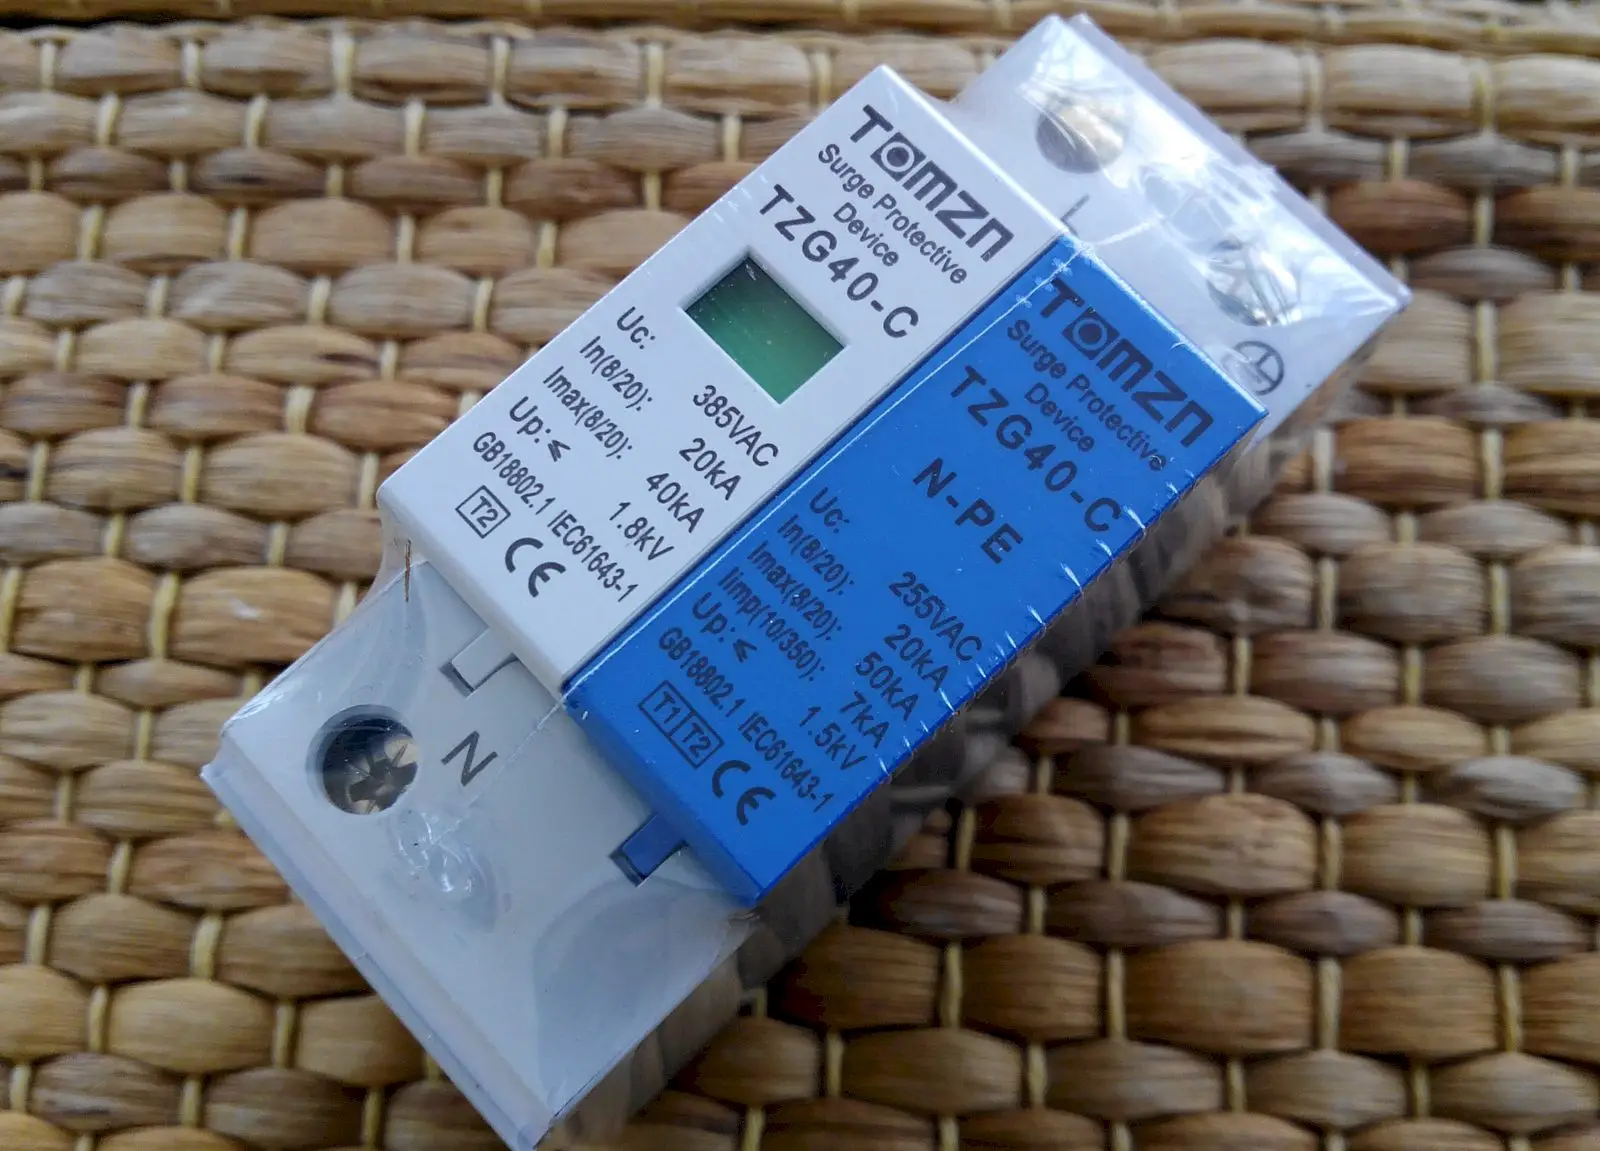 TOMZN
Surge Protective
Device
TZG40-C
Uc: 385VAC
In(8/20): 20kA
Imax(8/20): 40kA
Up:≤ 1.8kV
GB18802.1 IEC61643-1
T2 CE
TOMZN
Surge Protective
Device
TZG40-C
N-PE
Uc: 255VAC
In(8/20): 20kA
Imax(8/20): 50kA
Iimp(10/350): 7kA
Up:≤ 1.5kV
GB18802.1 IEC61643-1
T1 T2 CE
L
N